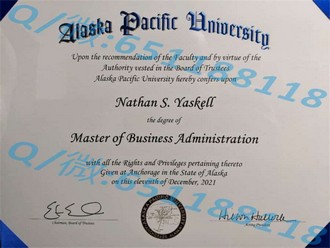 Alaska Pacific University
Upon the recommendation of the Faculty and by virtue of the
Authority vested in the Board of Trustees
Alaska Pacific University hereby confers upon
Nathan S. Yaskell
the degree of
Master of Business Administration
with all the Rights and Privileges pertaining thereto
Given at Anchorage in the State of Alaska
on this eleventh of December, 2021
Chairman, Board of Trustees